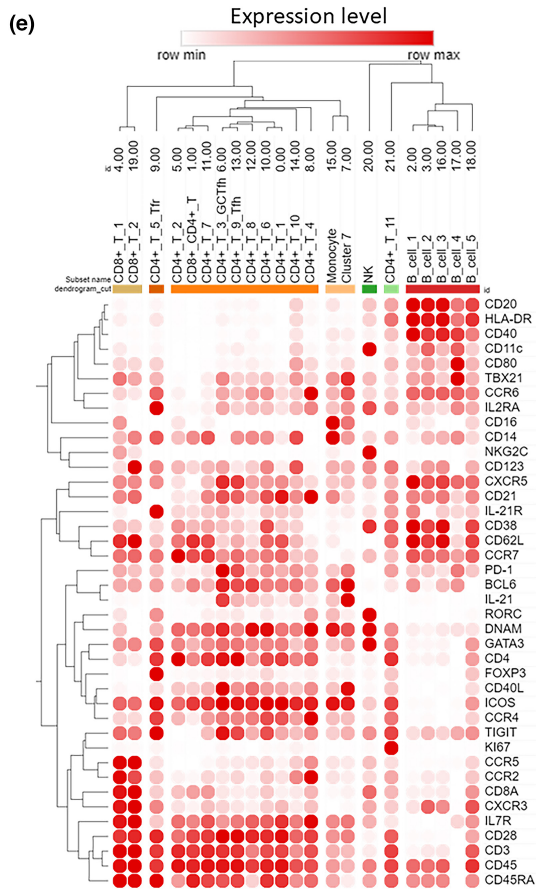 (e)
Expression level
row min
row max
id
4.00
19.00
9.00
5.00
1.00
11.00
6.00
13.00
12.00
10.00
0.00
14.00
8.00
15.00
7.00
20.00
21.00
2.00
3.00
16.00
17.00
18.00
Subset name
CD8+_T_1
CD8+_T_2
CD4+_T_5_Tfr
CD4+_T_2
CD8+_CD4+_T
CD4+_T_7
CD4+_T_3_GCTfh
CD4+_T_9_Tfh
CD4+_T_8
CD4+_T_6
CD4+_T_1
CD4+_T_10
CD4+_T_4
Monocyte
Cluster 7
NK
CD4+_T_11
B_cell_1
B_cell_2
B_cell_3
B_cell_4
B_cell_5
dendrogram_cut
id
CD20
HLA-DR
CD40
CD11c
CD80
TBX21
CCR6
IL2RA
CD16
CD14
NKG2C
CD123
CXCR5
CD21
IL-21R
CD38
CD62L
CCR7
PD-1
BCL6
IL-21
RORC
DNAM
GATA3
CD4
FOXP3
CD40L
ICOS
CCR4
TIGIT
KI67
CCR5
CCR2
CD8A
CXCR3
IL7R
CD28
CD3
CD45
CD45RA